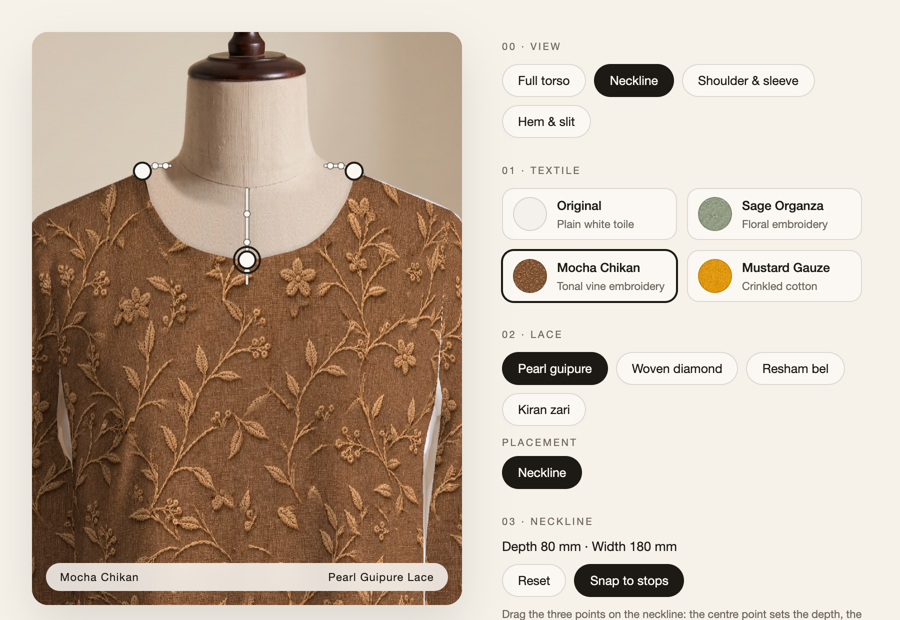 00 · VIEW
Full torso
Neckline
Shoulder & sleeve
Hem & slit
01 · TEXTILE
Original
Plain white toile
Sage Organza
Floral embroidery
Mocha Chikan
Tonal vine embroidery
Mustard Gauze
Crinkled cotton
02 · LACE
Pearl guipure
Woven diamond
Resham bel
Kiran zari
PLACEMENT
Neckline
03 · NECKLINE
Depth 80 mm · Width 180 mm
Reset
Snap to stops
Drag the three points on the neckline: the centre point sets the depth, the
Mocha Chikan
Pearl Guipure Lace